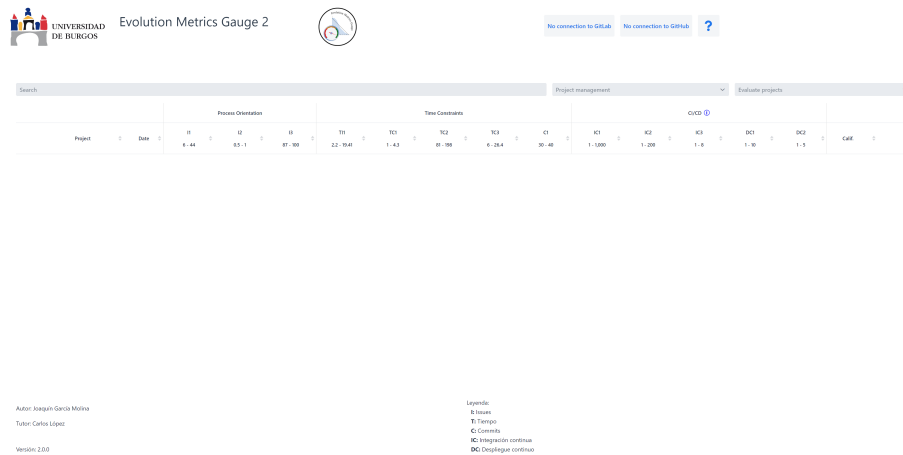 UNIVERSIDAD
DE BURGOS
Evolution Metrics Gauge 2
No connection to GitLab
No connection to GitHub
?
Search
Project management
Evaluate projects
Process Orientation
Time Constraints
CI/CD
Project
Date
I1
I2
I3
TI1
TC1
TC2
TC3
C1
IC1
IC2
IC3
DC1
DC2
Calif.
6 - 44
0.5 - 1
87 - 100
2.2 - 19.41
1 - 4.3
81 - 198
6 - 26.4
30 - 40
1 - 1,000
1 - 200
1 - 8
1 - 10
1 - 5
Autor: Joaquín García Molina
Tutor: Carlos López
Versión: 2.0.0
Leyenda:
I: Issues
T: Tiempo
C: Commits
IC: Integración continua
DC: Despliegue continuo